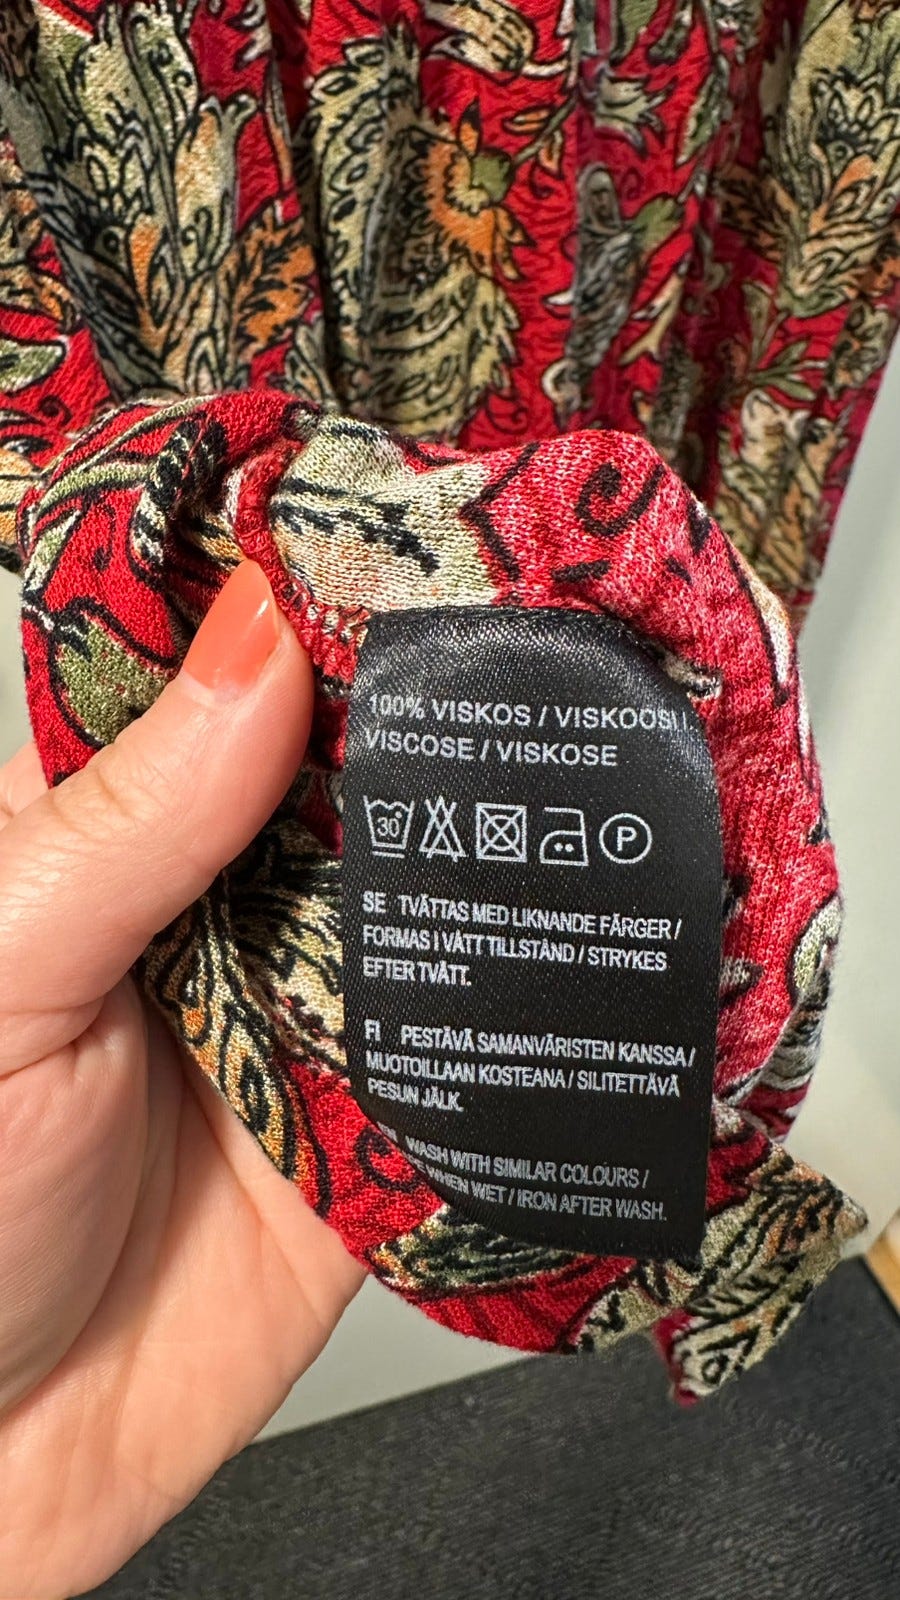 100% VISKOS / VISKOOSI
VISCOSE / VISKOSE
30 P
SE TVÄTTAS MED LIKNANDE FÄRGER /
FORMAS I VÅTT TILLSTÅND / STRYKES
EFTER TVÄTT.
FI PESTÄVÄ SAMANVÄRISTEN KANSSA /
MUOTOILLAAN KOSTEANA / SILITETTÄVÄ
PESUN JÄLK.
WASH WITH SIMILAR COLOURS /
WHEN WET / IRON AFTER WASH.